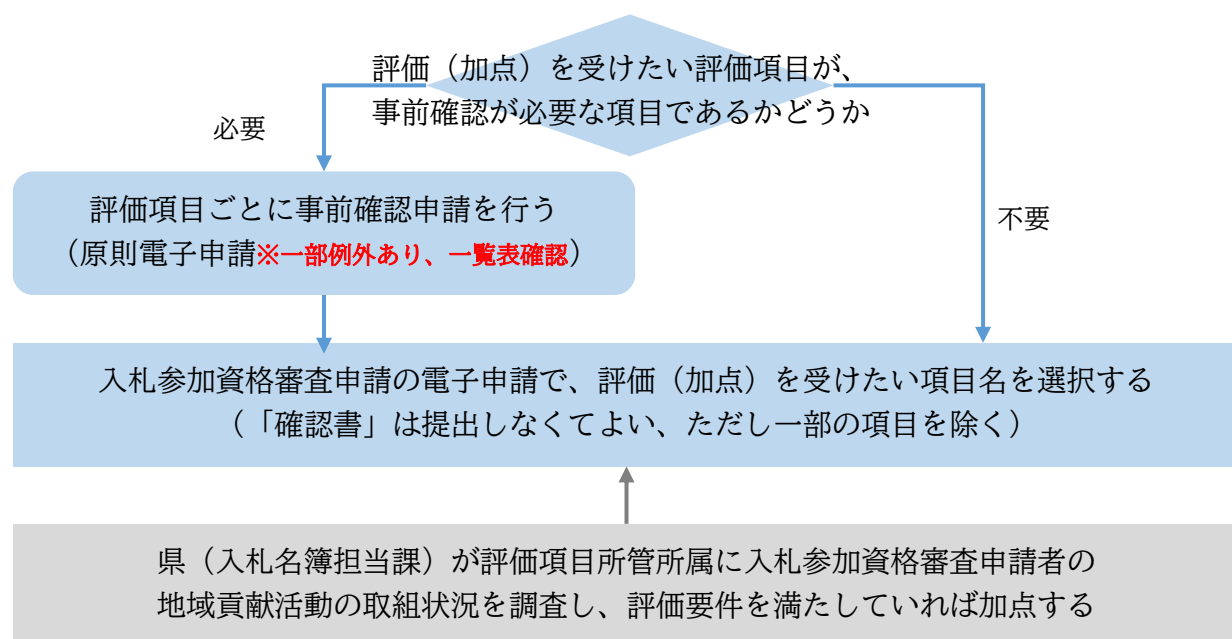 評価（加点）を受けたい評価項目が、
事前確認が必要な項目であるかどうか
必要
不要
評価項目ごとに事前確認申請を行う
（原則電子申請※一部例外あり、一覧表確認）
入札参加資格審査申請の電子申請で、評価（加点）を受けたい項目名を選択する
（「確認書」は提出しなくてよい、ただし一部の項目を除く）
県（入札名簿担当課）が評価項目所管所属に入札参加資格審査申請者の
地域貢献活動の取組状況を調査し、評価要件を満たしていれば加点する